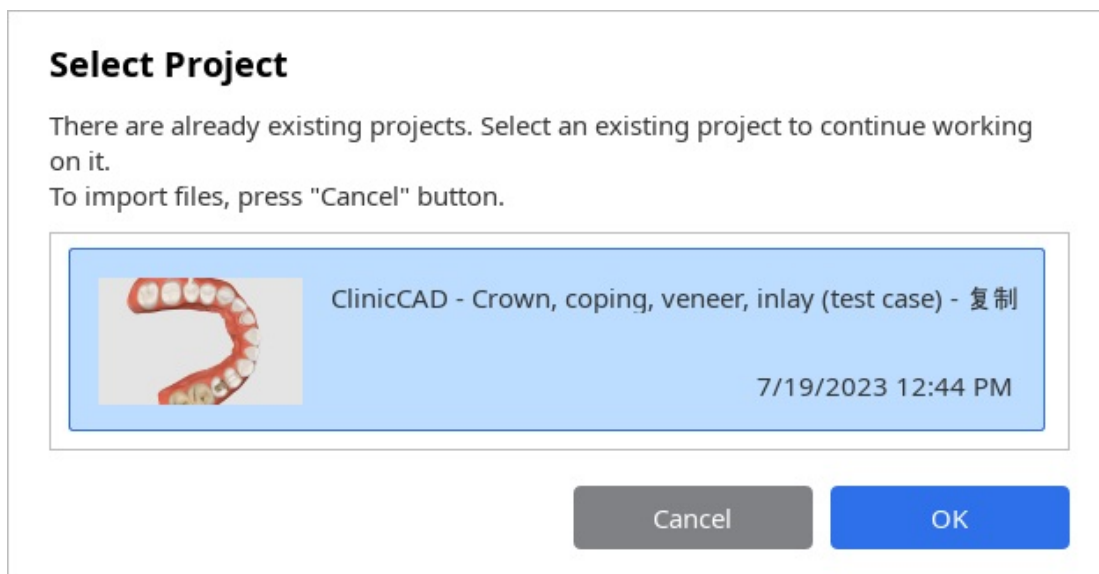 Select Project
There are already existing projects. Select an existing project to continue working
on it.
To import files, press "Cancel" button.
ClinicCAD - Crown, coping, veneer, inlay (test case) - 复制
7/19/2023 12:44 PM
Cancel
OK